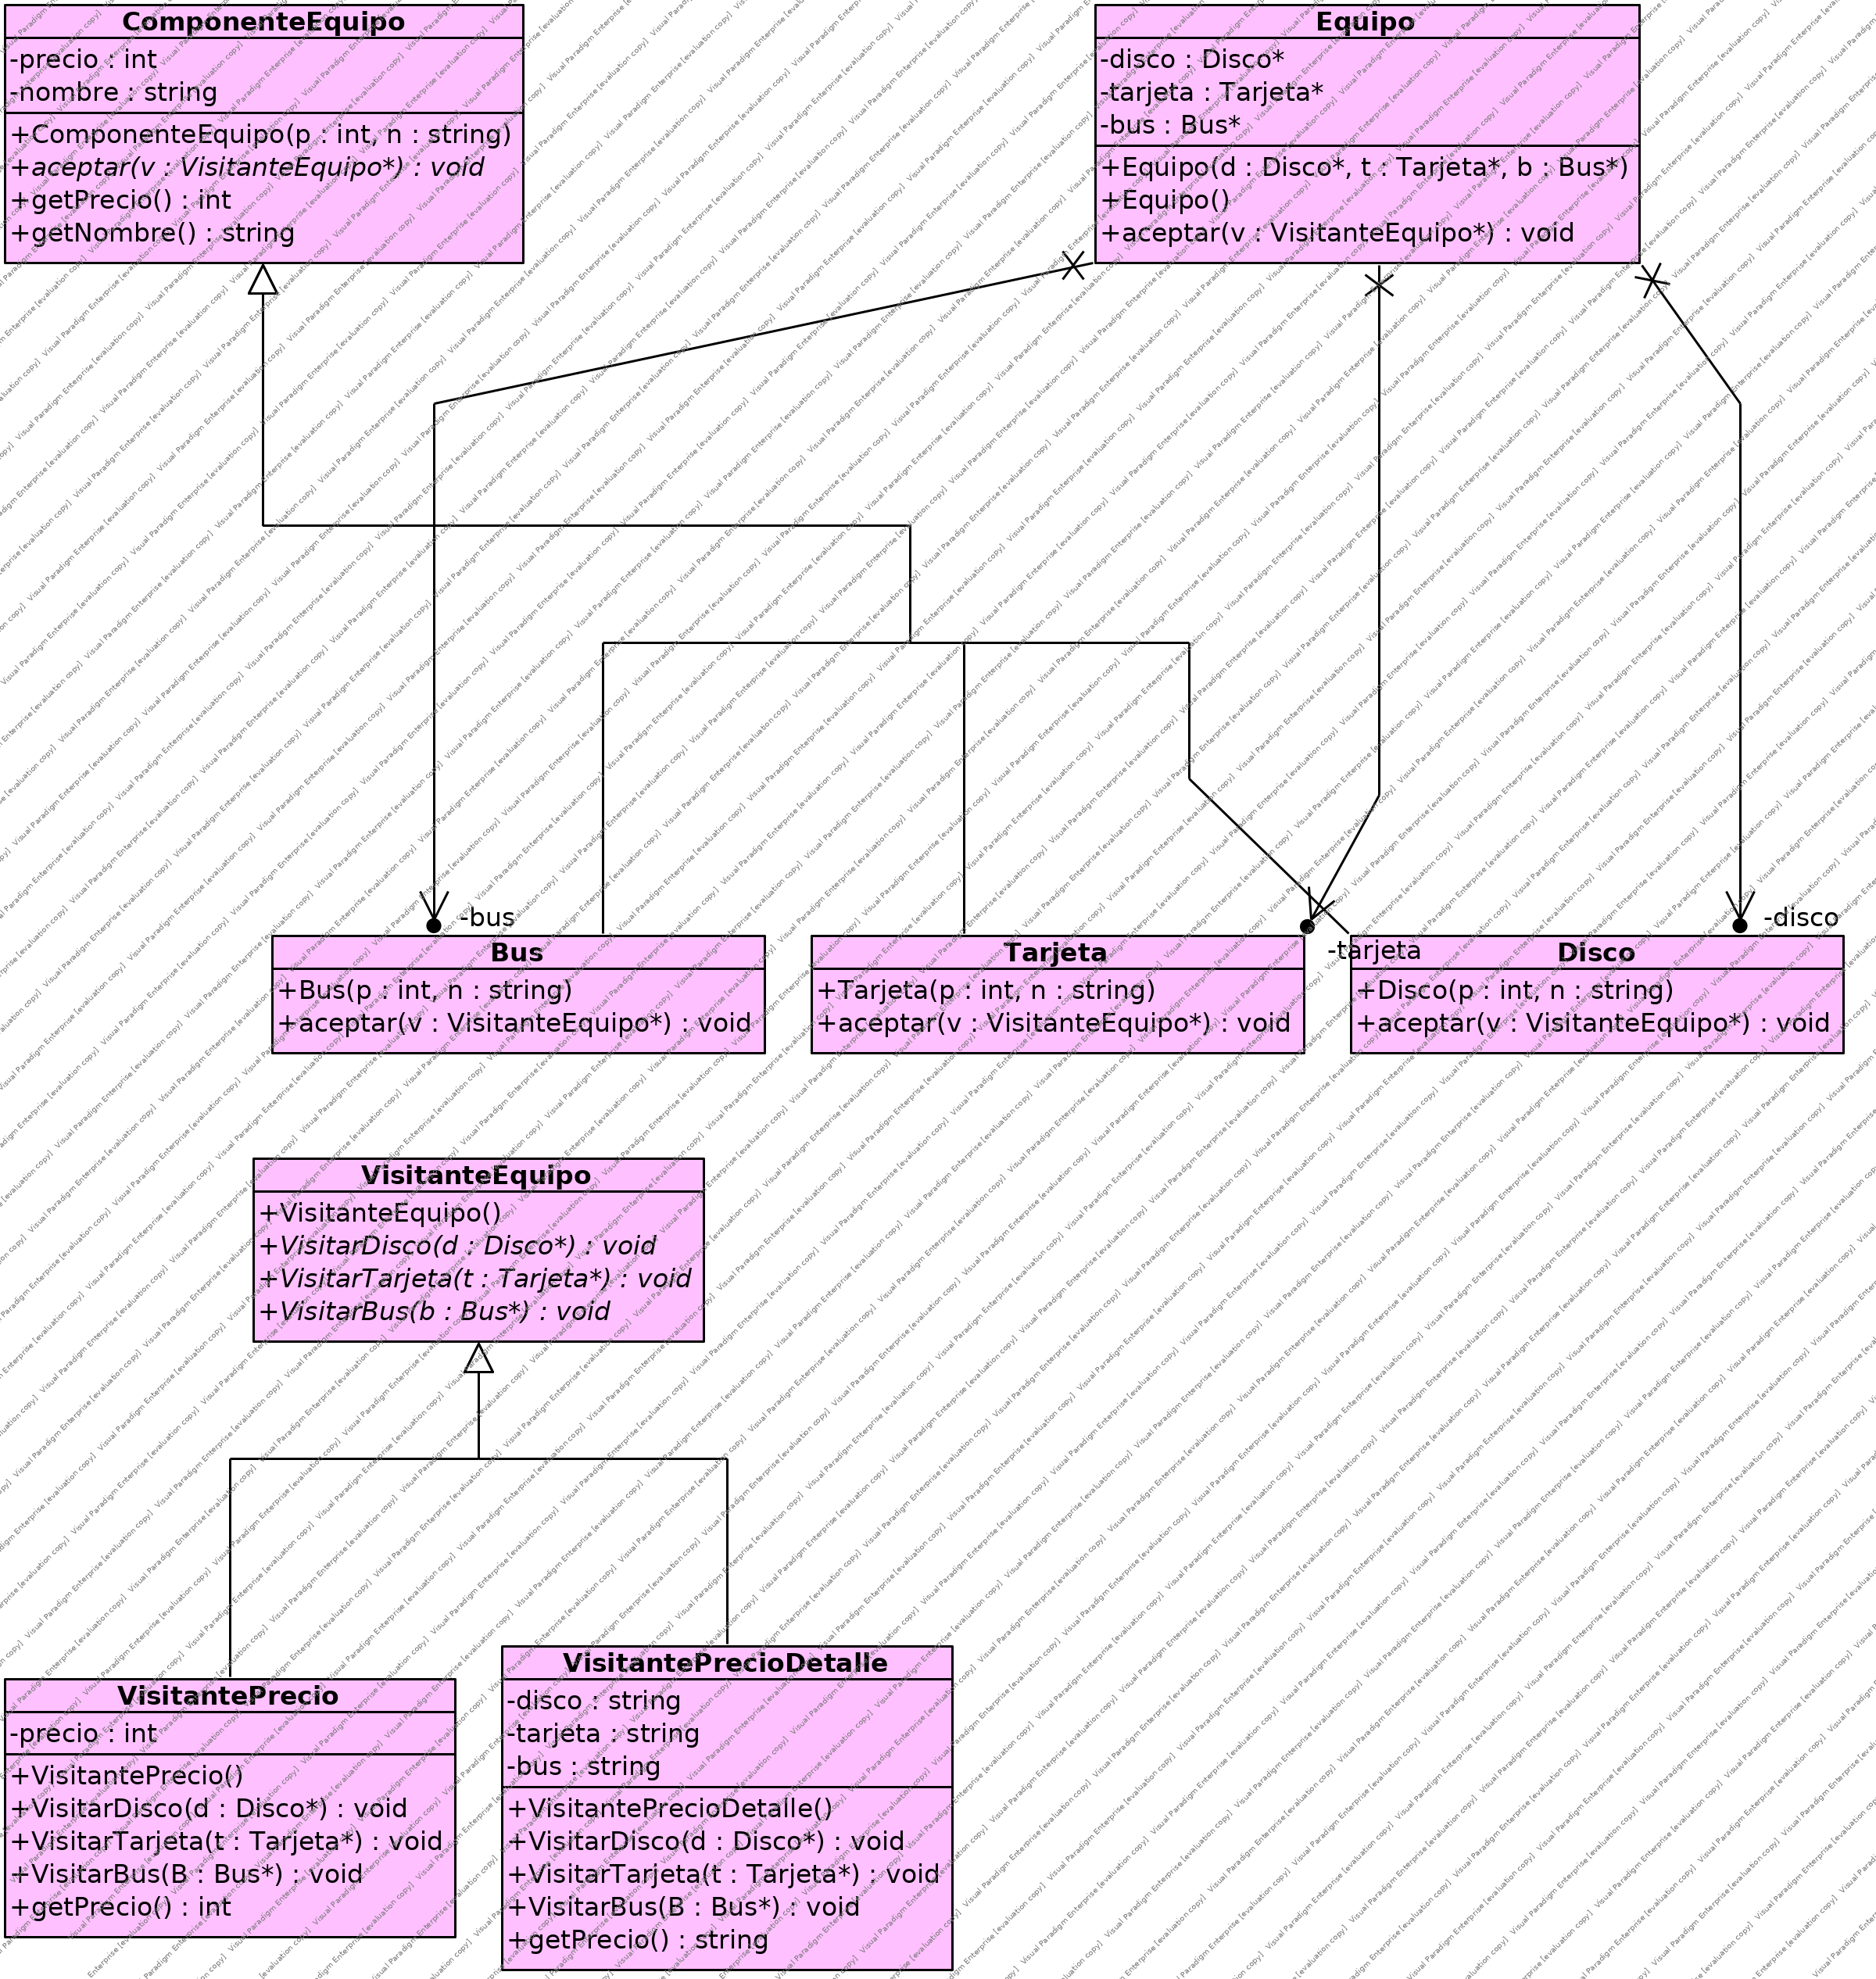 ComponenteEquipo
-precio : int
-nombre : string
+ComponenteEquipo(p : int, n : string)
+aceptar(v : VisitanteEquipo*) : void
+getPrecio() : int
+getNombre() : string
Equipo
-disco : Disco*
-tarjeta : Tarjeta*
-bus : Bus*
+Equipo(d : Disco*, t : Tarjeta*, b : Bus*)
+Equipo()
+aceptar(v : VisitanteEquipo*) : void
-bus
-tarjeta
-disco
Bus
+Bus(p : int, n : string)
+aceptar(v : VisitanteEquipo*) : void
Tarjeta
+Tarjeta(p : int, n : string)
+aceptar(v : VisitanteEquipo*) : void
Disco
+Disco(p : int, n : string)
+aceptar(v : VisitanteEquipo*) : void
VisitanteEquipo
+VisitanteEquipo()
+VisitarDisco(d : Disco*) : void
+VisitarTarjeta(t : Tarjeta*) : void
+VisitarBus(b : Bus*) : void
VisitantePrecio
-precio : int
+VisitantePrecio()
+VisitarDisco(d : Disco*) : void
+VisitarTarjeta(t : Tarjeta*) : void
+VisitarBus(B : Bus*) : void
+getPrecio() : int
VisitantePrecioDetalle
-disco : string
-tarjeta : string
-bus : string
+VisitantePrecioDetalle()
+VisitarDisco(d : Disco*) : void
+VisitarTarjeta(t : Tarjeta*) : void
+VisitarBus(B : Bus*) : void
+getPrecio() : string
Visual Paradigm Enterprise [evaluation copy]